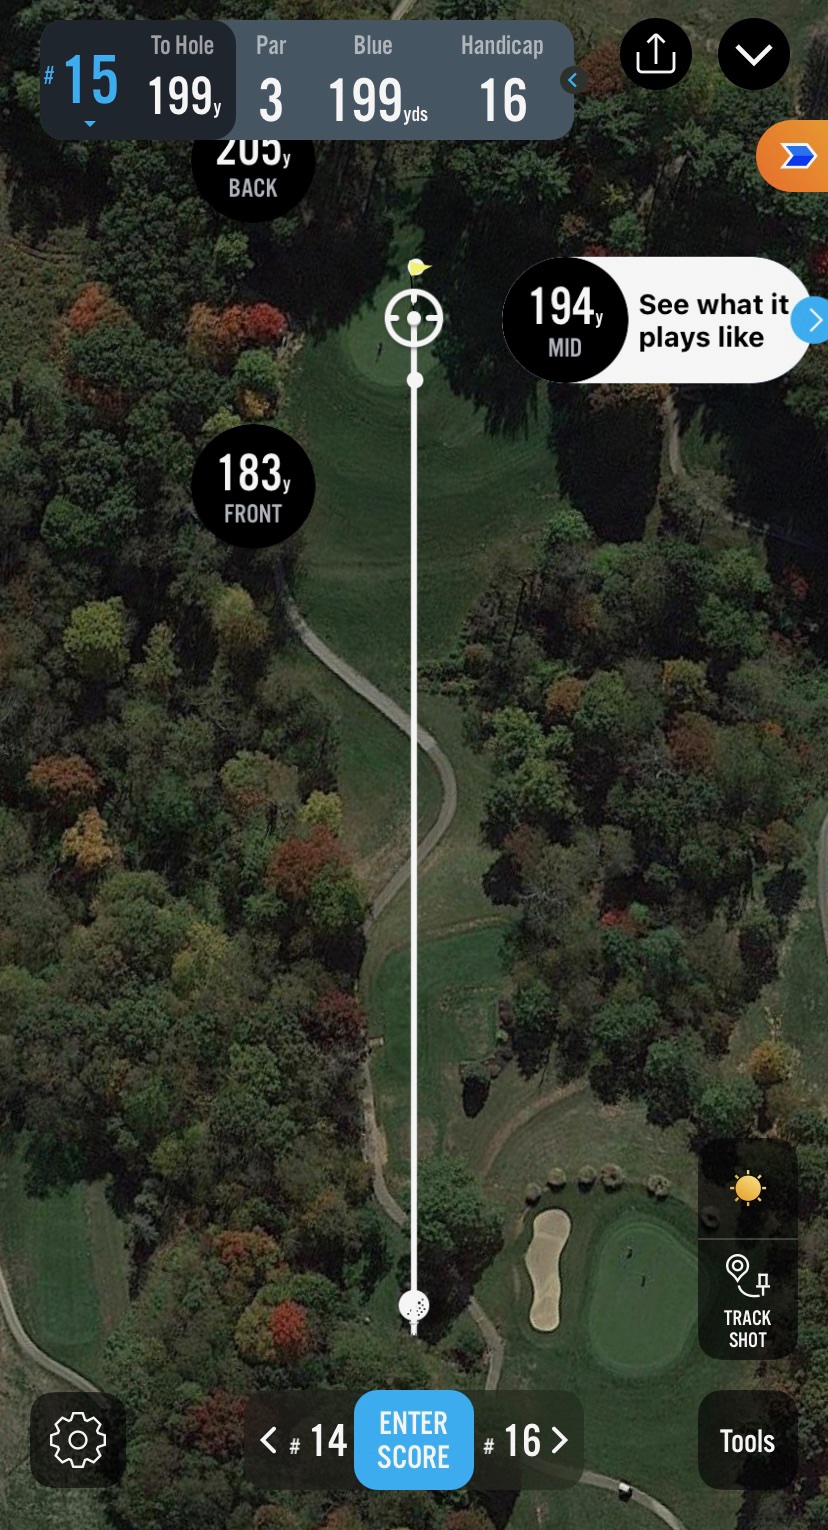 # 15
To Hole
199y
Par
3
Blue
199yds
Handicap
16
205y
BACK
194y
MID
See what it
plays like
183y
FRONT
TRACK
SHOT
# 14
ENTER
SCORE
# 16
Tools